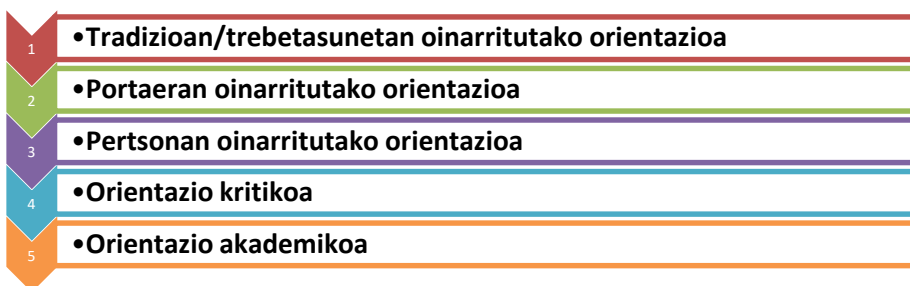 1 •Tradizioan/trebetasunetan oinarritutako orientazioa
2 •Portaeran oinarritutako orientazioa
3 •Pertsonan oinarritutako orientazioa
4 •Orientazio kritikoa
5 •Orientazio akademikoa